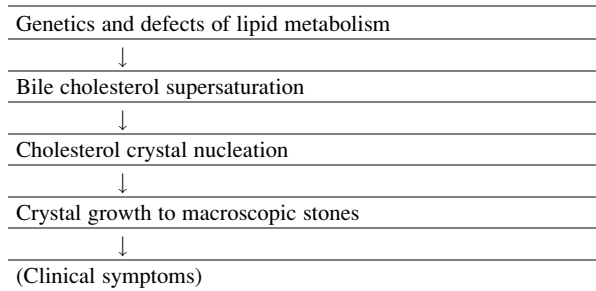 Genetics and defects of lipid metabolism
↓
Bile cholesterol supersaturation
↓
Cholesterol crystal nucleation
↓
Crystal growth to macroscopic stones
↓
(Clinical symptoms)